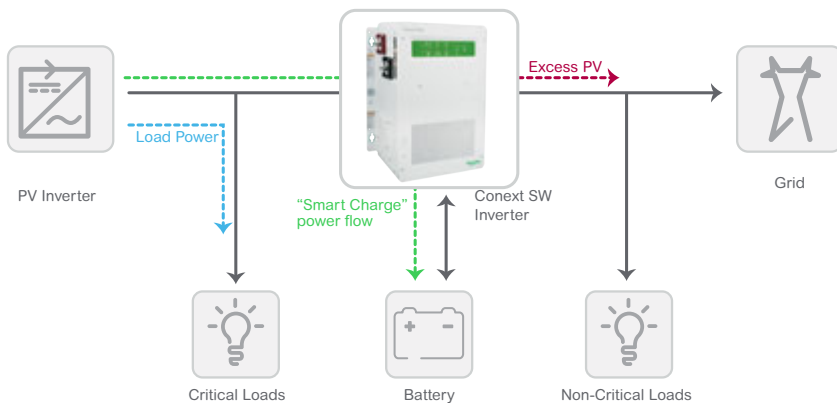 Excess PV
Load Power
PV Inverter
"Smart Charge"
power flow
Conext SW
Inverter
Grid
Critical Loads
Battery
Non-Critical Loads